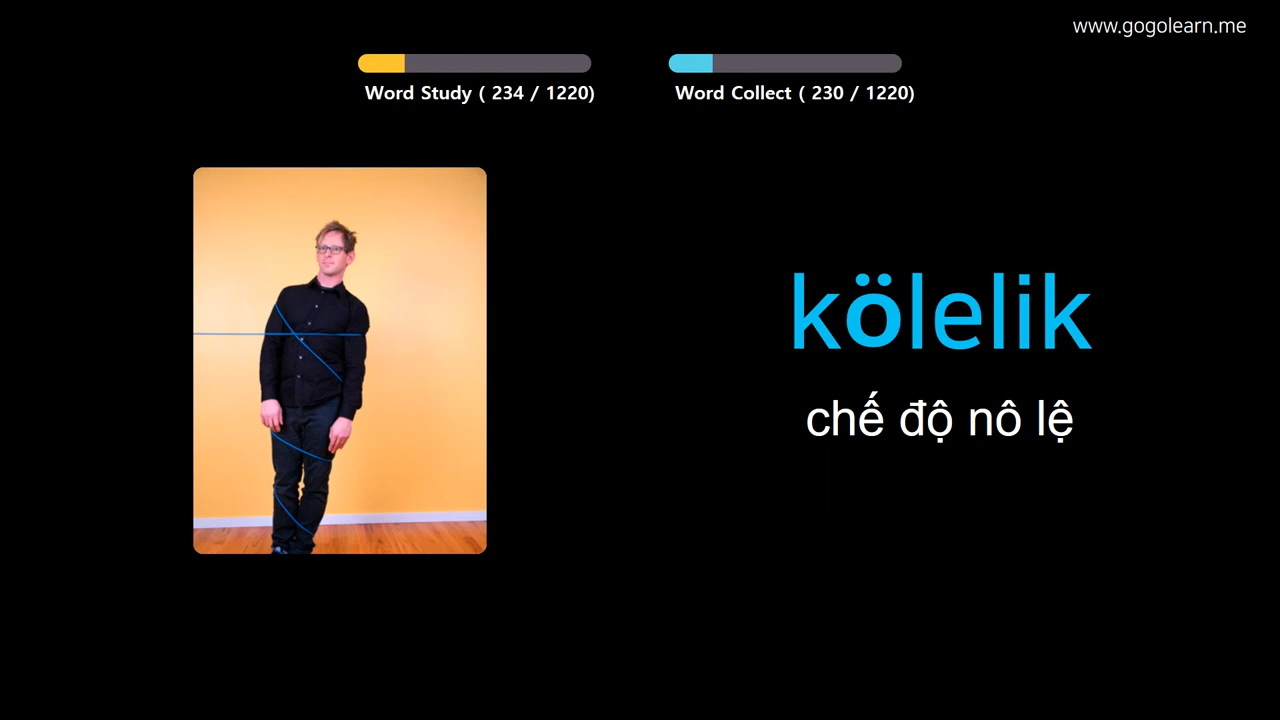 www.gogolearn.me
Word Study ( 234 / 1220)
Word Collect ( 230 / 1220)
kölelik
chế độ nô lệ